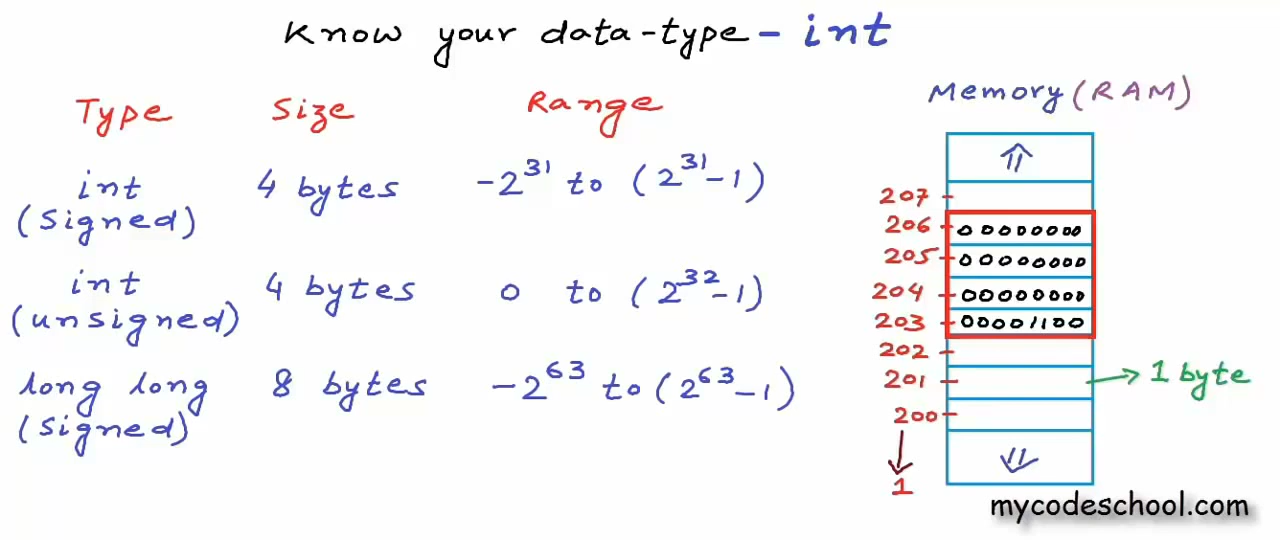 Know your data-type - int
Type Size Range
int 4 bytes -2^31 to (2^31-1)
(Signed)
int 4 bytes 0 to (2^32-1)
(unsigned)
long long 8 bytes -2^63 to (2^63-1)
(signed)
Memory (RAM)
207
206 00000000
205 00000000
204 00000000
203 00001100
202
201 1 byte
200
1
mycodeschool.com